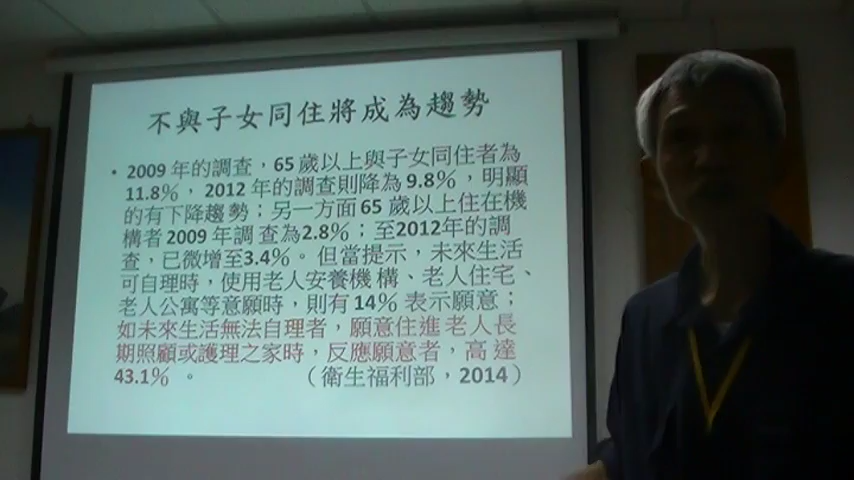 不與子女同住將成為趨勢
• 2009 年的調查，65 歲以上與子女同住者為
11.8%，2012 年的調查則降為 9.8%，明顯
的有下降趨勢；另一方面 65 歲以上住在機
構者 2009 年調查為2.8%；至2012年的調
查，已微增至3.4%。但當提示，未來生活
可自理時，使用老人安養機構、老人住宅、
老人公寓等意願時，則有 14% 表示願意；
如未來生活無法自理者，願意住進老人長
期照顧或護理之家時，反應願意者，高達
43.1% 。 （衛生福利部，2014）